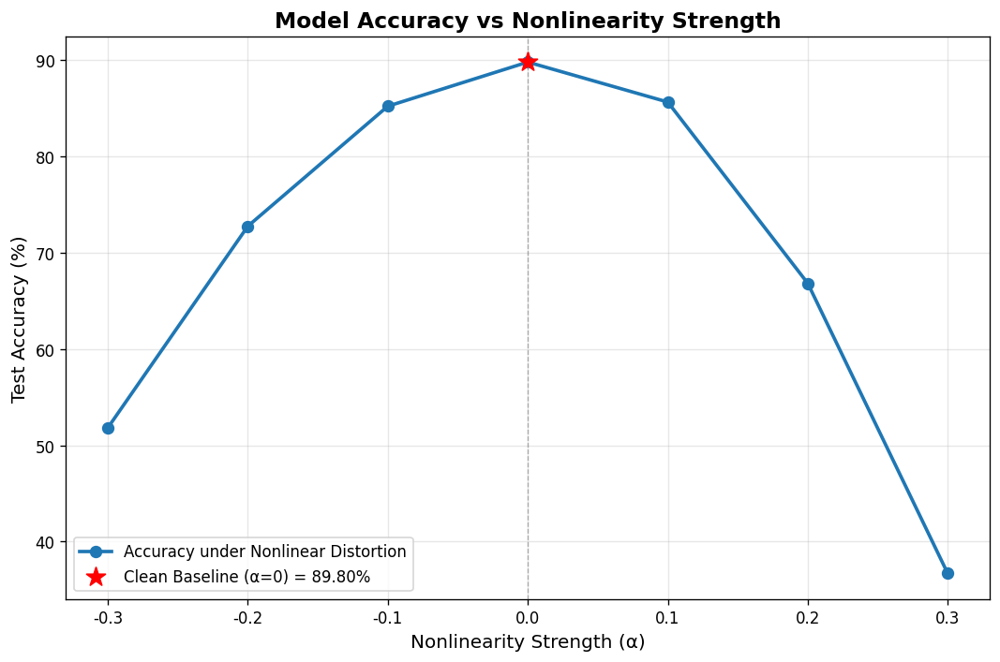 Model Accuracy vs Nonlinearity Strength
90
80
70
60
50
40
Test Accuracy (%)
Accuracy under Nonlinear Distortion
Clean Baseline (α=0) = 89.80%
-0.3 -0.2 -0.1 0.0 0.1 0.2 0.3
Nonlinearity Strength (α)